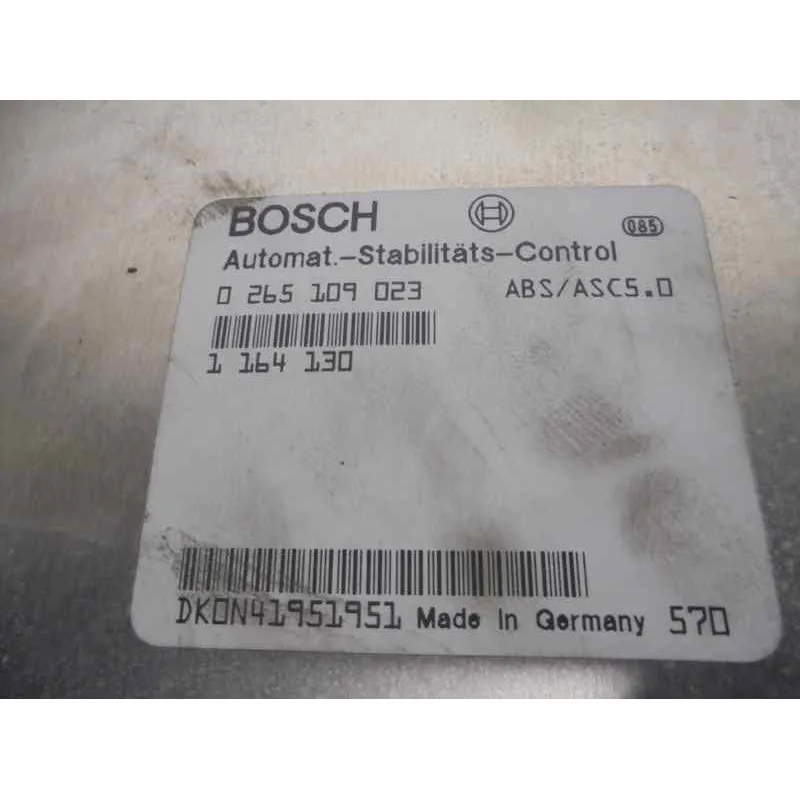 BOSCH 085
Automat.-Stabilitäts-Control
0 265 109 023 ABS/ASC5.0
1 164 130
DK0N41951951 Made in Germany 570